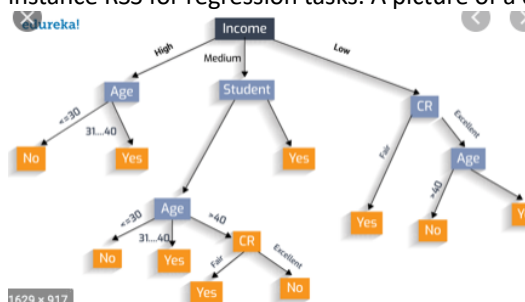 instance RSS for regression tasks. A picture of a
edureka!
Income
High
Medium
Low
Age
Student
CR
<=30
31....40
Fair
Excellent
No
Yes
Yes
Age
Age
<=30
31....40
>40
>40
Yes
No
No
Yes
CR
Fair
Excellent
Yes
No
1629 × 917